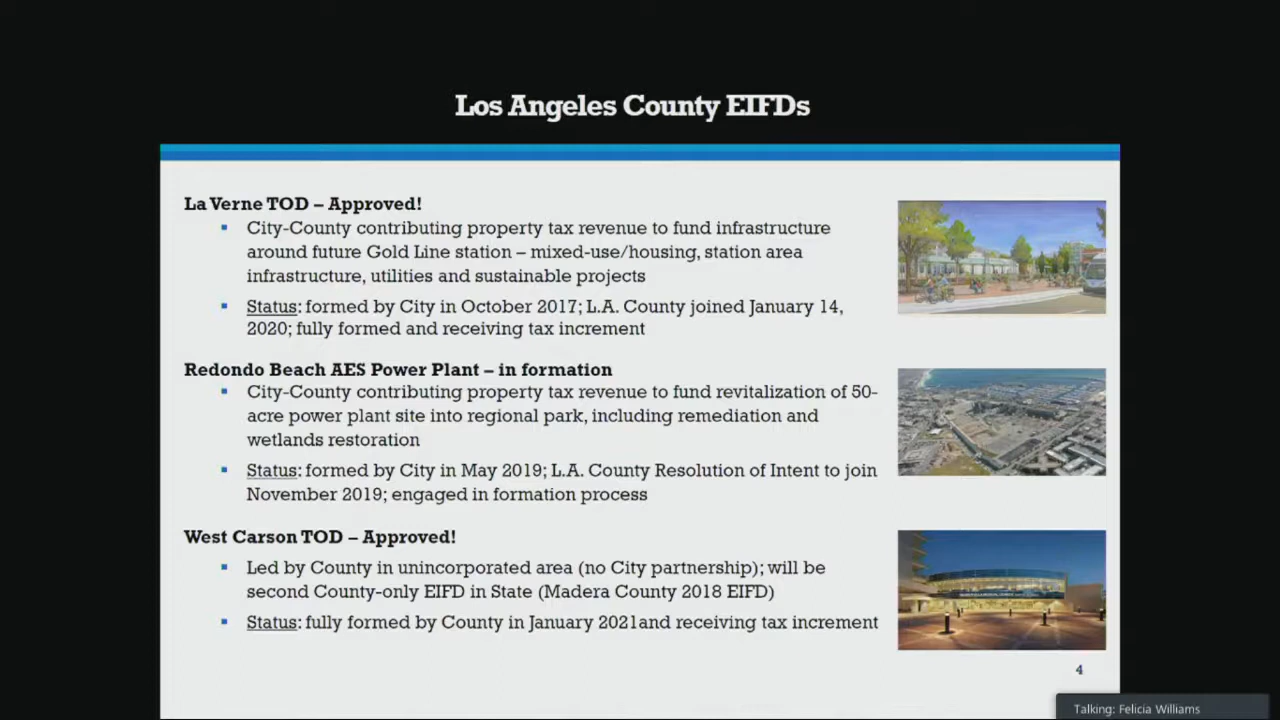 Los Angeles County EIFDs
La Verne TOD – Approved!
▪ City-County contributing property tax revenue to fund infrastructure
around future Gold Line station – mixed-use/housing, station area
infrastructure, utilities and sustainable projects
▪ Status: formed by City in October 2017; L.A. County joined January 14,
2020; fully formed and receiving tax increment
Redondo Beach AES Power Plant – in formation
▪ City-County contributing property tax revenue to fund revitalization of 50-
acre power plant site into regional park, including remediation and
wetlands restoration
▪ Status: formed by City in May 2019; L.A. County Resolution of Intent to join
November 2019; engaged in formation process
West Carson TOD – Approved!
▪ Led by County in unincorporated area (no City partnership); will be
second County-only EIFD in State (Madera County 2018 EIFD)
▪ Status: fully formed by County in January 2021and receiving tax increment
4
Talking: Felicia Williams